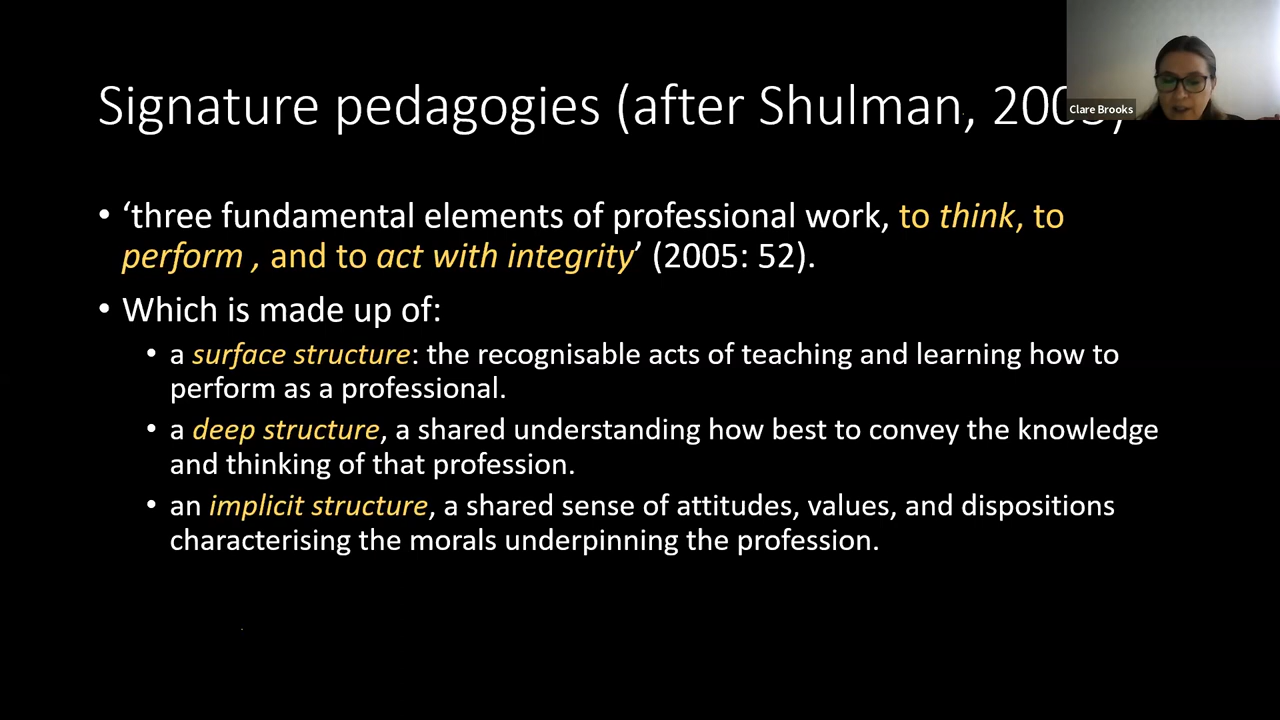 Signature pedagogies (after Shulman,
Clare Brooks
• ‘three fundamental elements of professional work, to think, to
perform , and to act with integrity’ (2005: 52).
• Which is made up of:
• a surface structure: the recognisable acts of teaching and learning how to
perform as a professional.
• a deep structure, a shared understanding how best to convey the knowledge
and thinking of that profession.
• an implicit structure, a shared sense of attitudes, values, and dispositions
characterising the morals underpinning the profession.